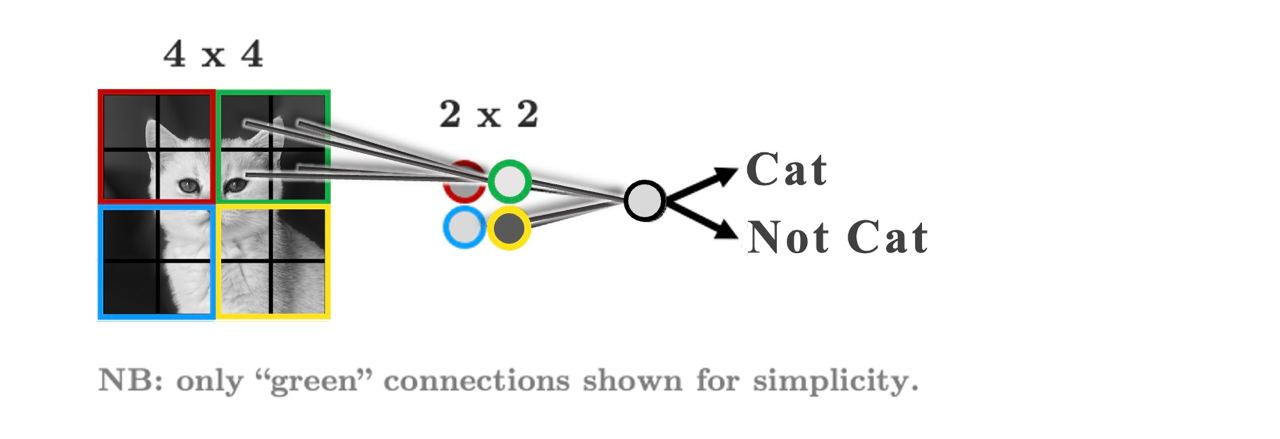 4 x 4
2 x 2
Cat
Not Cat
NB: only “green” connections shown for simplicity.